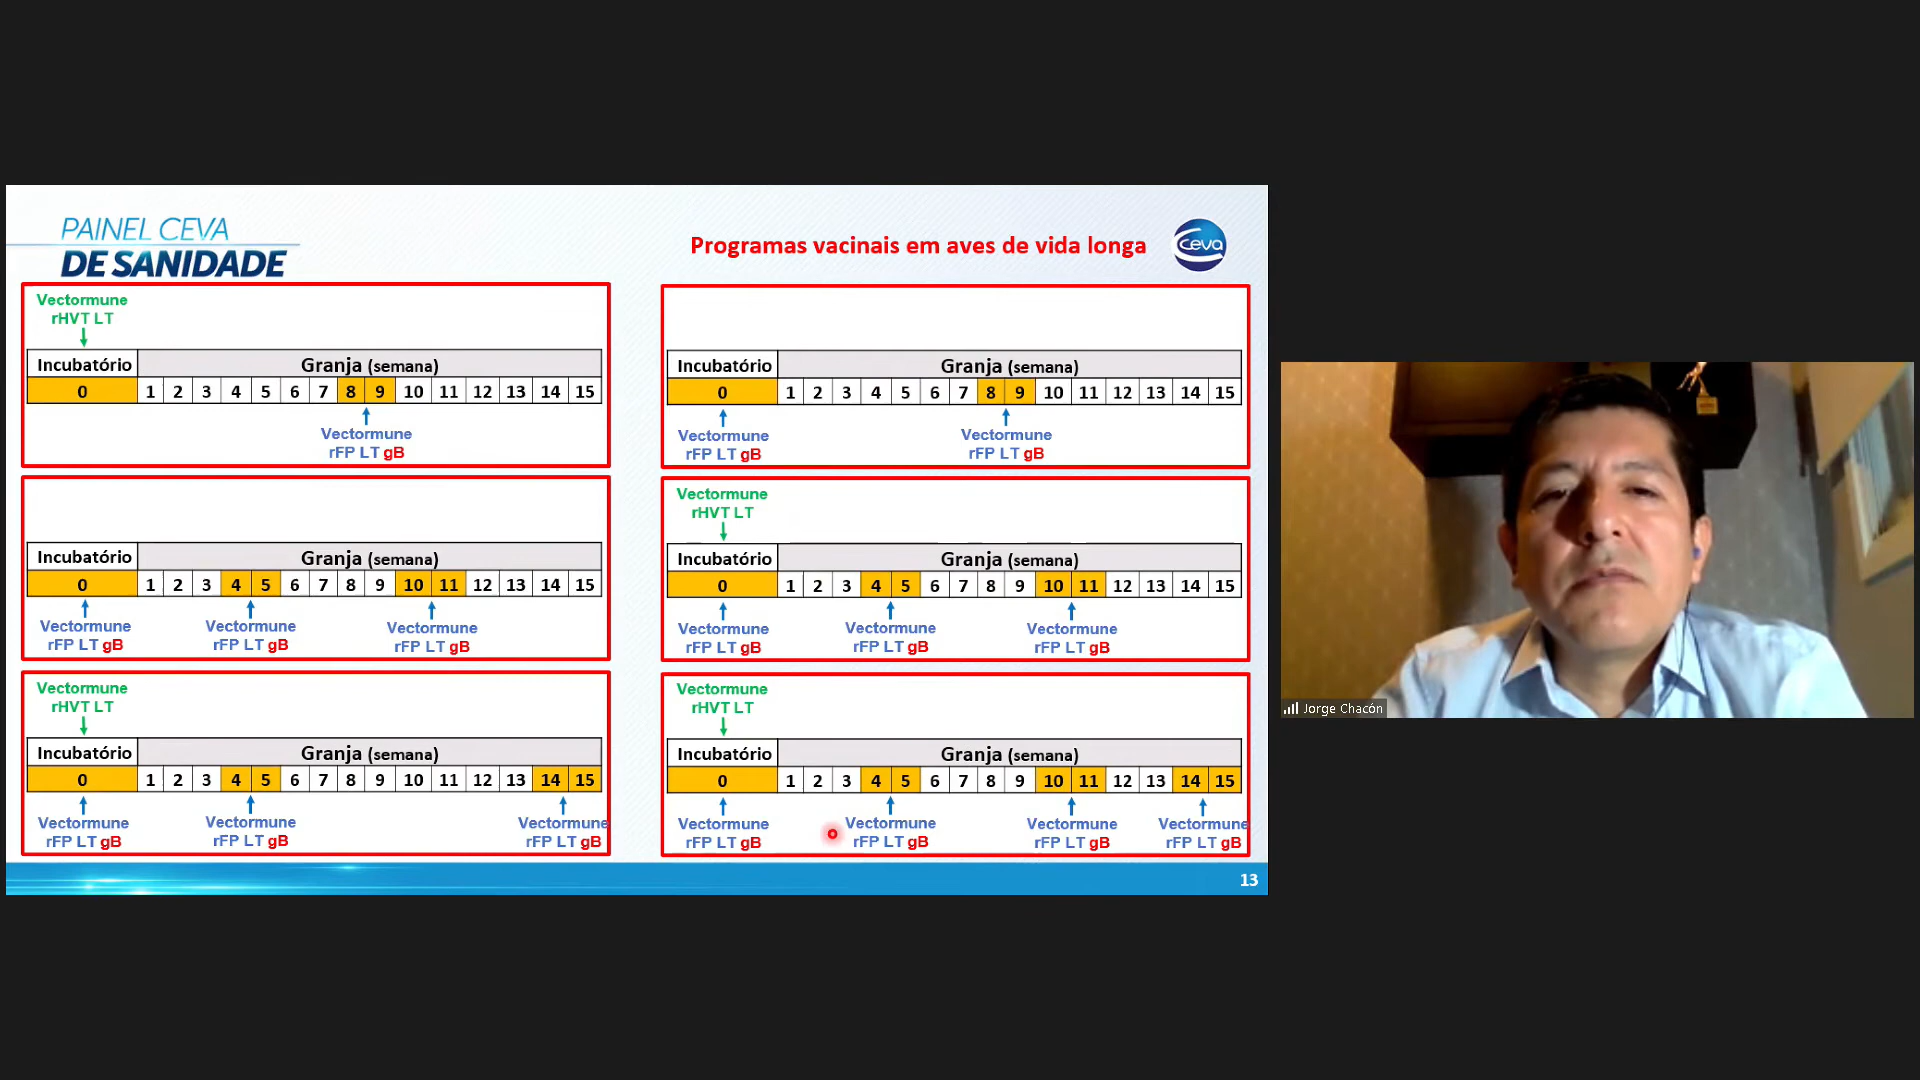 PAINEL CEVA
DE SANIDADE
Programas vacinais em aves de vida longa
Ceva
Vectormune
rHVT LT
Incubatório Granja (semana)
0 1 2 3 4 5 6 7 8 9 10 11 12 13 14 15
Vectormune
rFP LT gB
Incubatório Granja (semana)
0 1 2 3 4 5 6 7 8 9 10 11 12 13 14 15
Vectormune Vectormune
rFP LT gB rFP LT gB
Incubatório Granja (semana)
0 1 2 3 4 5 6 7 8 9 10 11 12 13 14 15
Vectormune Vectormune Vectormune
rFP LT gB rFP LT gB rFP LT gB
Vectormune
rHVT LT
Incubatório Granja (semana)
0 1 2 3 4 5 6 7 8 9 10 11 12 13 14 15
Vectormune Vectormune Vectormune
rFP LT gB rFP LT gB rFP LT gB
Vectormune
rHVT LT
Incubatório Granja (semana)
0 1 2 3 4 5 6 7 8 9 10 11 12 13 14 15
Vectormune Vectormune Vectormune
rFP LT gB rFP LT gB rFP LT gB
Vectormune
rHVT LT
Incubatório Granja (semana)
0 1 2 3 4 5 6 7 8 9 10 11 12 13 14 15
Vectormune Vectormune Vectormune Vectormune
rFP LT gB rFP LT gB rFP LT gB rFP LT gB
13
Jorge Chacón